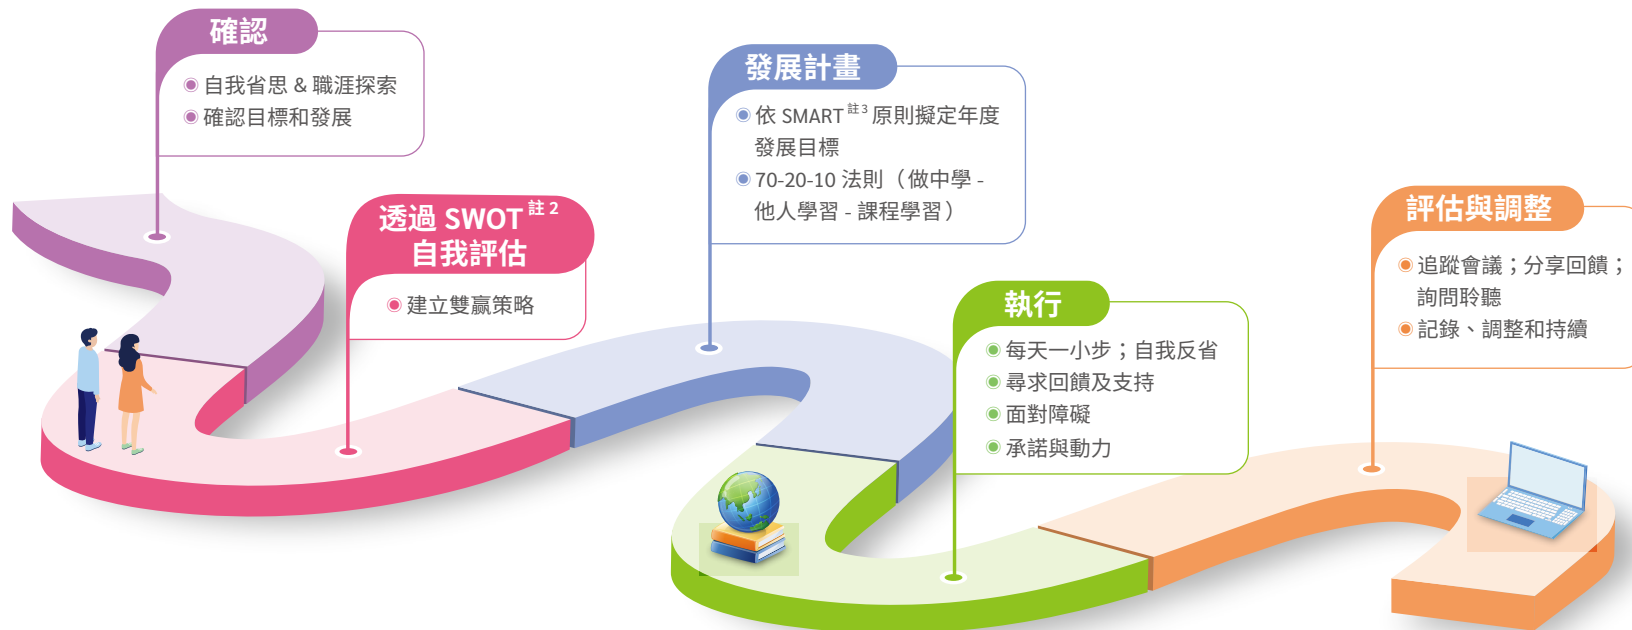 確認
自我省思 & 職涯探索
確認目標和發展
透過 SWOT 註 2
自我評估
建立雙贏策略
發展計畫
依 SMART 註3 原則擬定年度
發展目標
70-20-10 法則（做中學 -
他人學習 - 課程學習）
執行
每天一小步；自我反省
尋求回饋及支持
面對障礙
承諾與動力
評估與調整
追蹤會議；分享回饋；
詢問聆聽
記錄、調整和持續